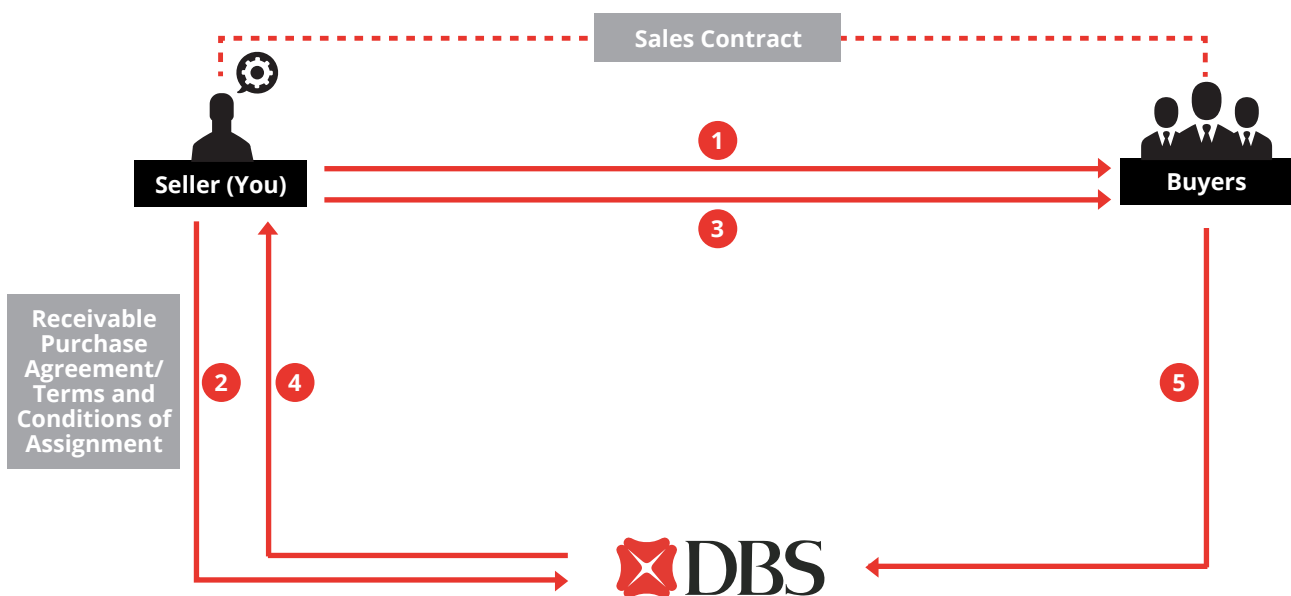 Sales Contract
1
Seller (You)
Buyers
3
Receivable
Purchase
Agreement/
Terms and
Conditions of
Assignment
2
4
5
DBS